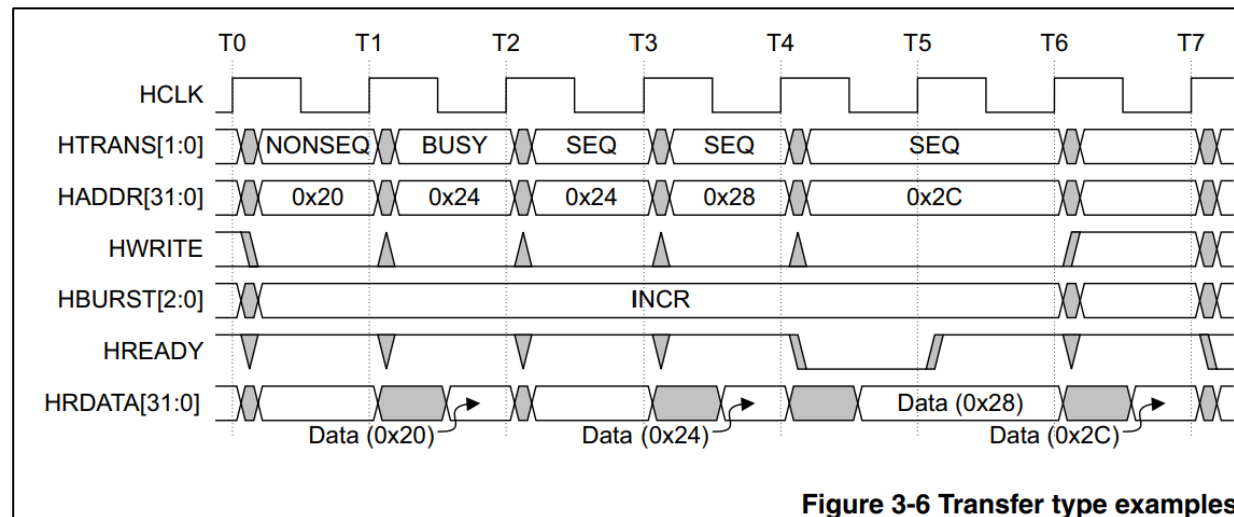 T0 T1 T2 T3 T4 T5 T6 T7
HCLK
HTRANS[1:0] NONSEQ BUSY SEQ SEQ SEQ
HADDR[31:0] 0x20 0x24 0x24 0x28 0x2C
HWRITE
HBURST[2:0] INCR
HREADY
HRDATA[31:0] Data (0x28)
Data (0x20) Data (0x24) Data (0x2C)
Figure 3-6 Transfer type examples